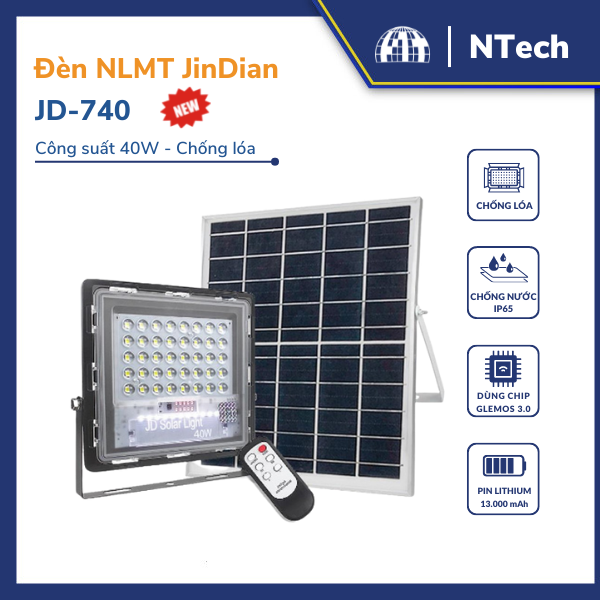 NTech
Đèn NLMT JinDian
JD-740
NEW
Công suất 40W - Chống lóa
CHỐNG LÓA
CHỐNG NƯỚC
IP65
DÙNG CHIP
GLEMOS 3.0
PIN LITHIUM
13.000 mAh
JD Solar Light
40W